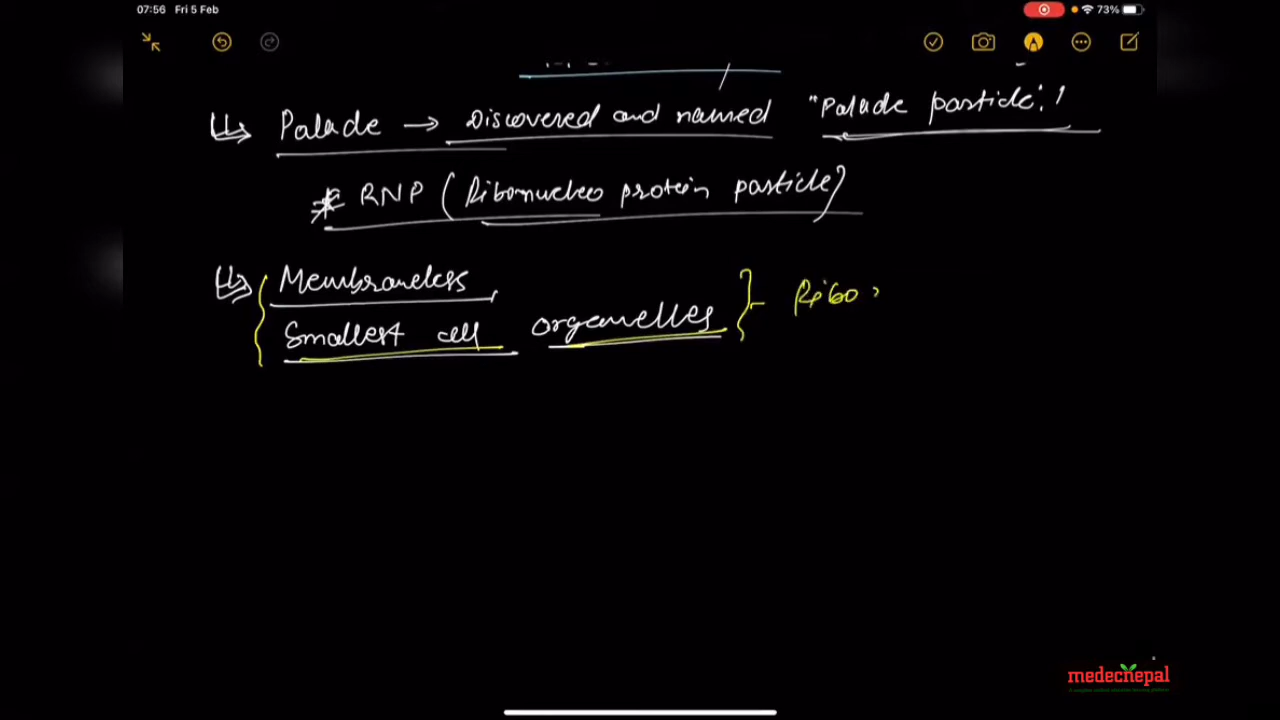 07:56 Fri 5 Feb
73%
Palade → Discovered and named "Palade particle"
* RNP (Ribonucleo protein particle)
Membraneless
Smallest cell organelles } - Ribo
medecnepal